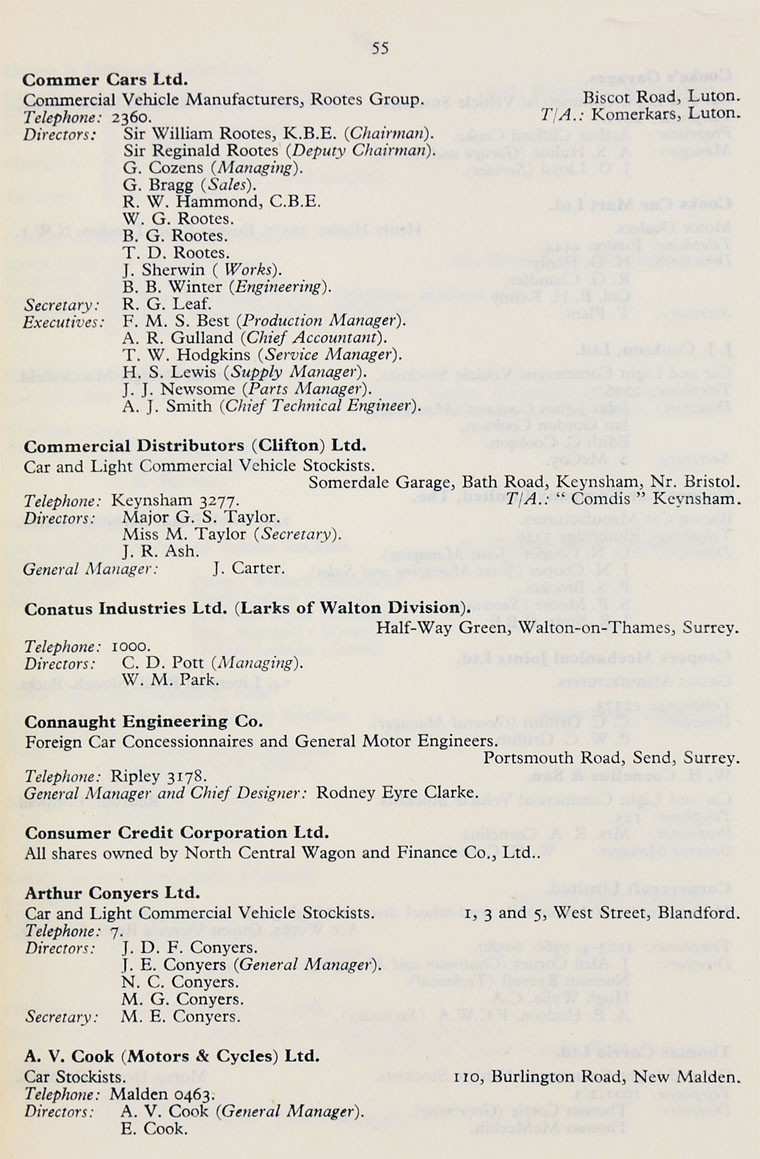 55
Commer Cars Ltd.
Commercial Vehicle Manufacturers, Rootes Group. Biscot Road, Luton.
Telephone: 2360. T/A.: Komerkars, Luton.
Directors: Sir William Rootes, K.B.E. (Chairman).
Sir Reginald Rootes (Deputy Chairman).
G. Cozens (Managing).
G. Bragg (Sales).
R. W. Hammond, C.B.E.
W. G. Rootes.
B. G. Rootes.
T. D. Rootes.
J. Sherwin ( Works).
B. B. Winter (Engineering).
Secretary: R. G. Leaf.
Executives: F. M. S. Best (Production Manager).
A. R. Gulland (Chief Accountant).
T. W. Hodgkins (Service Manager).
H. S. Lewis (Supply Manager).
J. J. Newsome (Parts Manager).
A. J. Smith (Chief Technical Engineer).
Commercial Distributors (Clifton) Ltd.
Car and Light Commercial Vehicle Stockists.
Somerdale Garage, Bath Road, Keynsham, Nr. Bristol.
Telephone: Keynsham 3277. T/A.: “ Comdis ” Keynsham.
Directors: Major G. S. Taylor.
Miss M. Taylor (Secretary).
J. R. Ash.
General Manager: J. Carter.
Conatus Industries Ltd. (Larks of Walton Division).
Half-Way Green, Walton-on-Thames, Surrey.
Telephone: 1000.
Directors: C. D. Pott (Managing).
W. M. Park.
Connaught Engineering Co.
Foreign Car Concessionnaires and General Motor Engineers.
Portsmouth Road, Send, Surrey.
Telephone: Ripley 3178.
General Manager and Chief Designer: Rodney Eyre Clarke.
Consumer Credit Corporation Ltd.
All shares owned by North Central Wagon and Finance Co., Ltd..
Arthur Conyers Ltd.
Car and Light Commercial Vehicle Stockists. 1, 3 and 5, West Street, Blandford.
Telephone: 7.
Directors: J. D. F. Conyers.
J. E. Conyers (General Manager).
N. C. Conyers.
M. G. Conyers.
Secretary: M. E. Conyers.
A. V. Cook (Motors & Cycles) Ltd.
Car Stockists. 110, Burlington Road, New Malden.
Telephone: Malden 0463.
Directors: A. V. Cook (General Manager).
E. Cook.